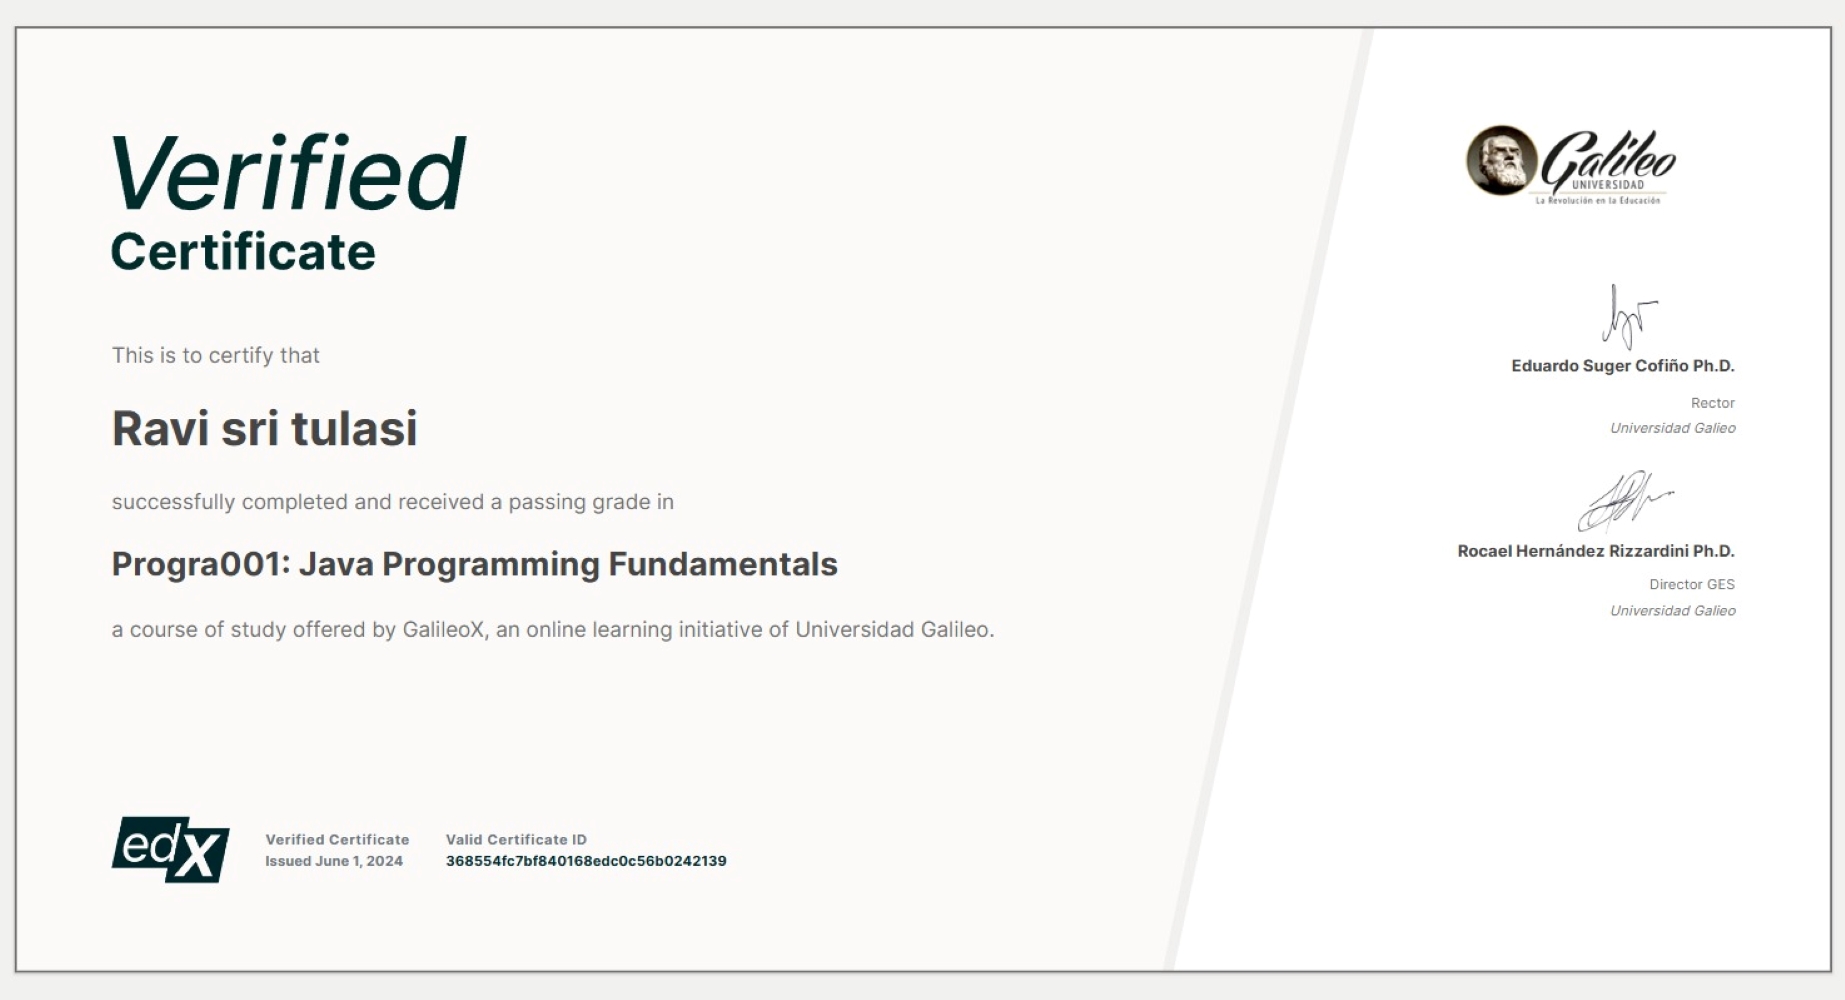 Verified
Certificate
This is to certify that
Ravi sri tulasi
successfully completed and received a passing grade in
Progra001: Java Programming Fundamentals
a course of study offered by GalileoX, an online learning initiative of Universidad Galileo.
edX
Verified Certificate
Issued June 1, 2024
Valid Certificate ID
368554fc7bf840168edc0c56b0242139
Galileo
UNIVERSIDAD
La Revolución en la Educación
Eduardo Suger Cofiño Ph.D.
Rector
Universidad Galieo
Rocael Hernández Rizzardini Ph.D.
Director GES
Universidad Galieo